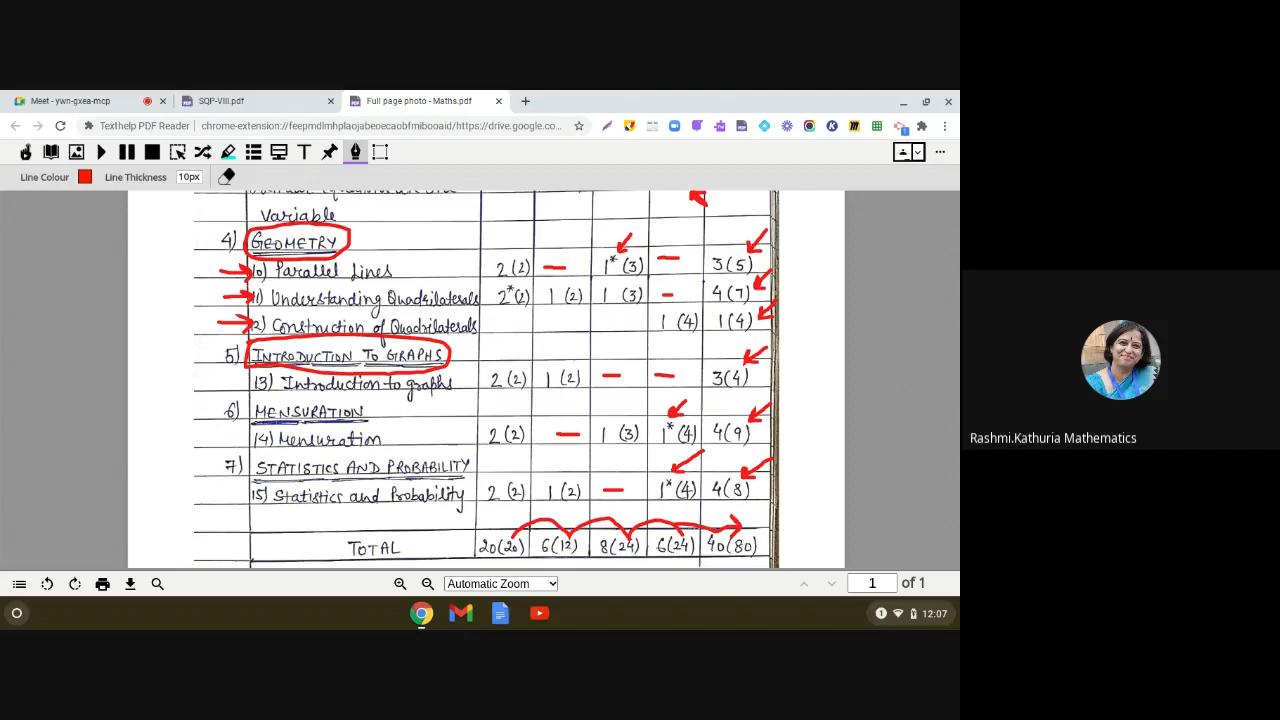 Meet - ywn-gxea-mcp
SQP-VIII.pdf
Full page photo - Maths.pdf
Texthelp PDF Reader | chrome-extension://feepmdlmhplaojabeoecaobfmibooaid/https://drive.google.co...
Line Colour Line Thickness 10px
variable
4) GEOMETRY
10) Parallel Lines 2(2) — 1*(3) — 3(5)
11) Understanding Quadrilaterals 2*(2) 1(2) 1(3) - 4(7)
12) Construction of Quadrilaterals 1(4) 1(4)
5) INTRODUCTION TO GRAPHS
13) Introduction to graphs 2(2) 1(2) — — 3(4)
6) MENSURATION
14) Mensuration 2(2) — 1(3) 1*(4) 4(9)
7) STATISTICS AND PROBABILITY
15) Statistics and Probability 2(2) 1(2) — 1*(4) 4(8)
TOTAL 20(20) 6(12) 8(24) 6(24) 40(80)
Rashmi.Kathuria Mathematics
Automatic Zoom 1 of 1
1 12:07